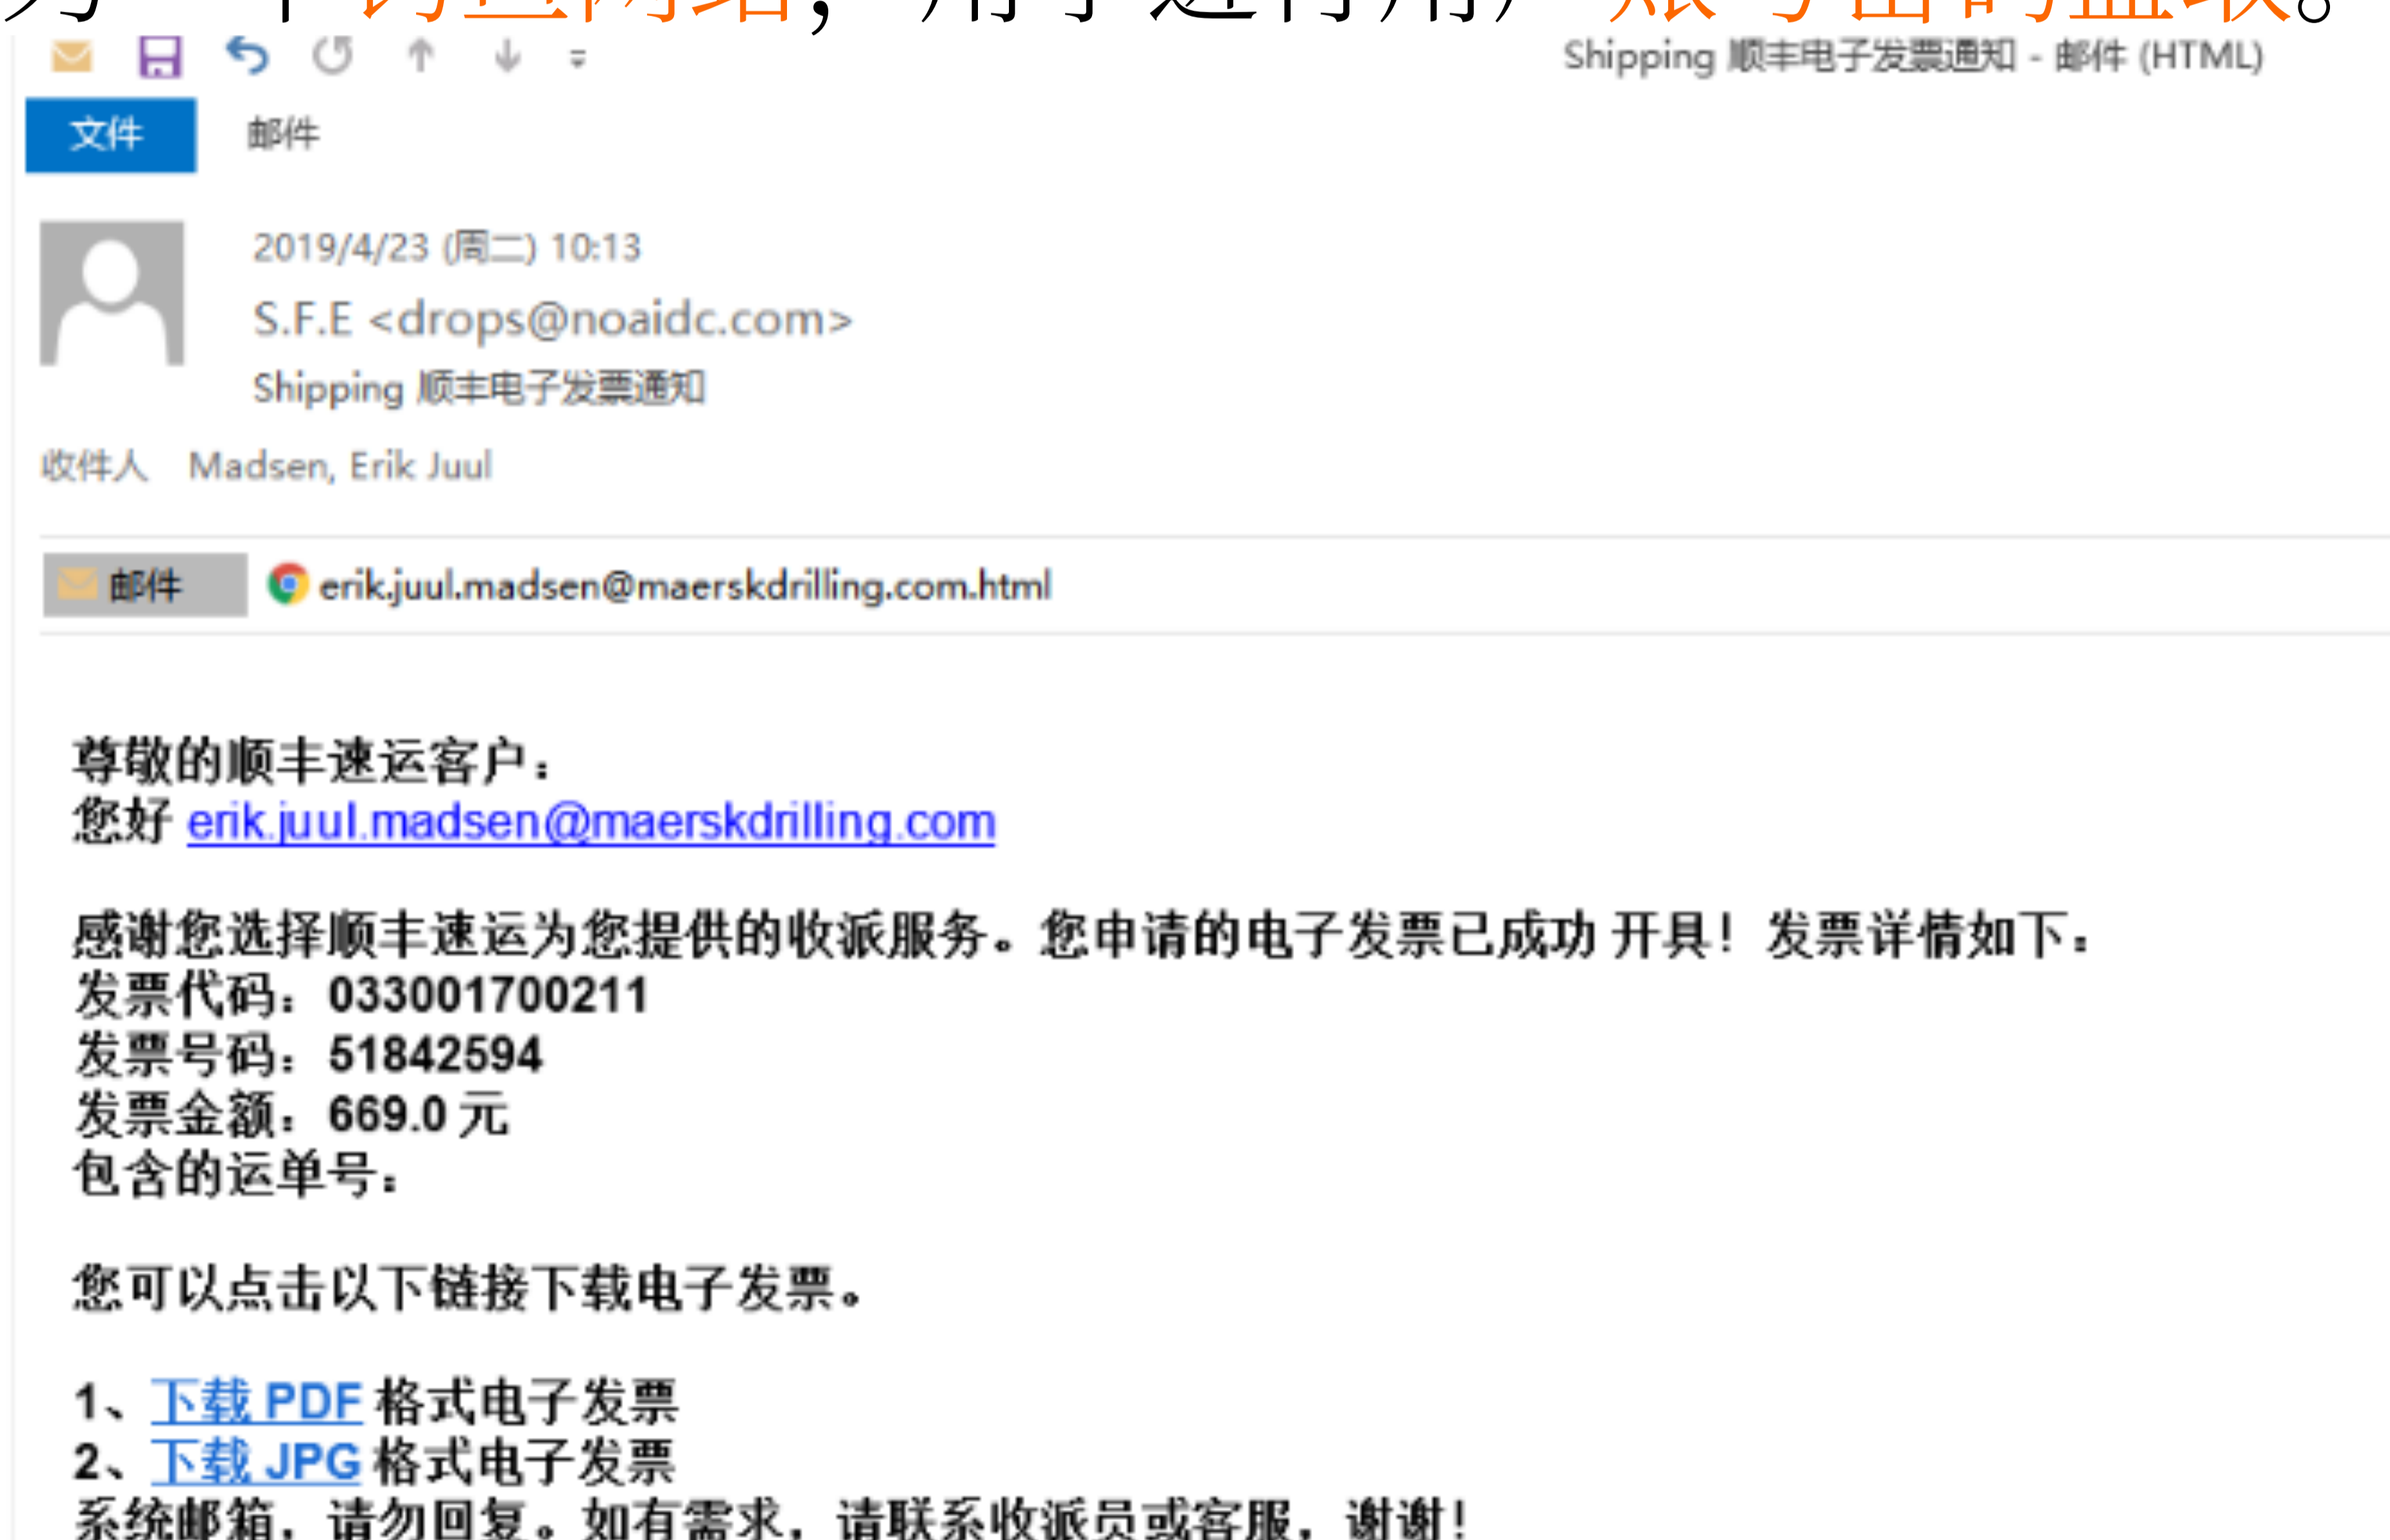 Shipping 顺丰电子发票通知 - 邮件 (HTML)
文件 邮件
2019/4/23 (周二) 10:13
S.F.E <drops@noaidc.com>
Shipping 顺丰电子发票通知
收件人 Madsen, Erik Juul
邮件 erik.juul.madsen@maerskdrilling.com.html
尊敬的顺丰速运客户：
您好 erik.juul.madsen@maerskdrilling.com
感谢您选择顺丰速运为您提供的收派服务。您申请的电子发票已成功 开具！发票详情如下：
发票代码：033001700211
发票号码：51842594
发票金额：669.0 元
包含的运单号：
您可以点击以下链接下载电子发票。
1、下载 PDF 格式电子发票
2、下载 JPG 格式电子发票
系统邮箱，请勿回复。如有需求，请联系收派员或客服，谢谢！